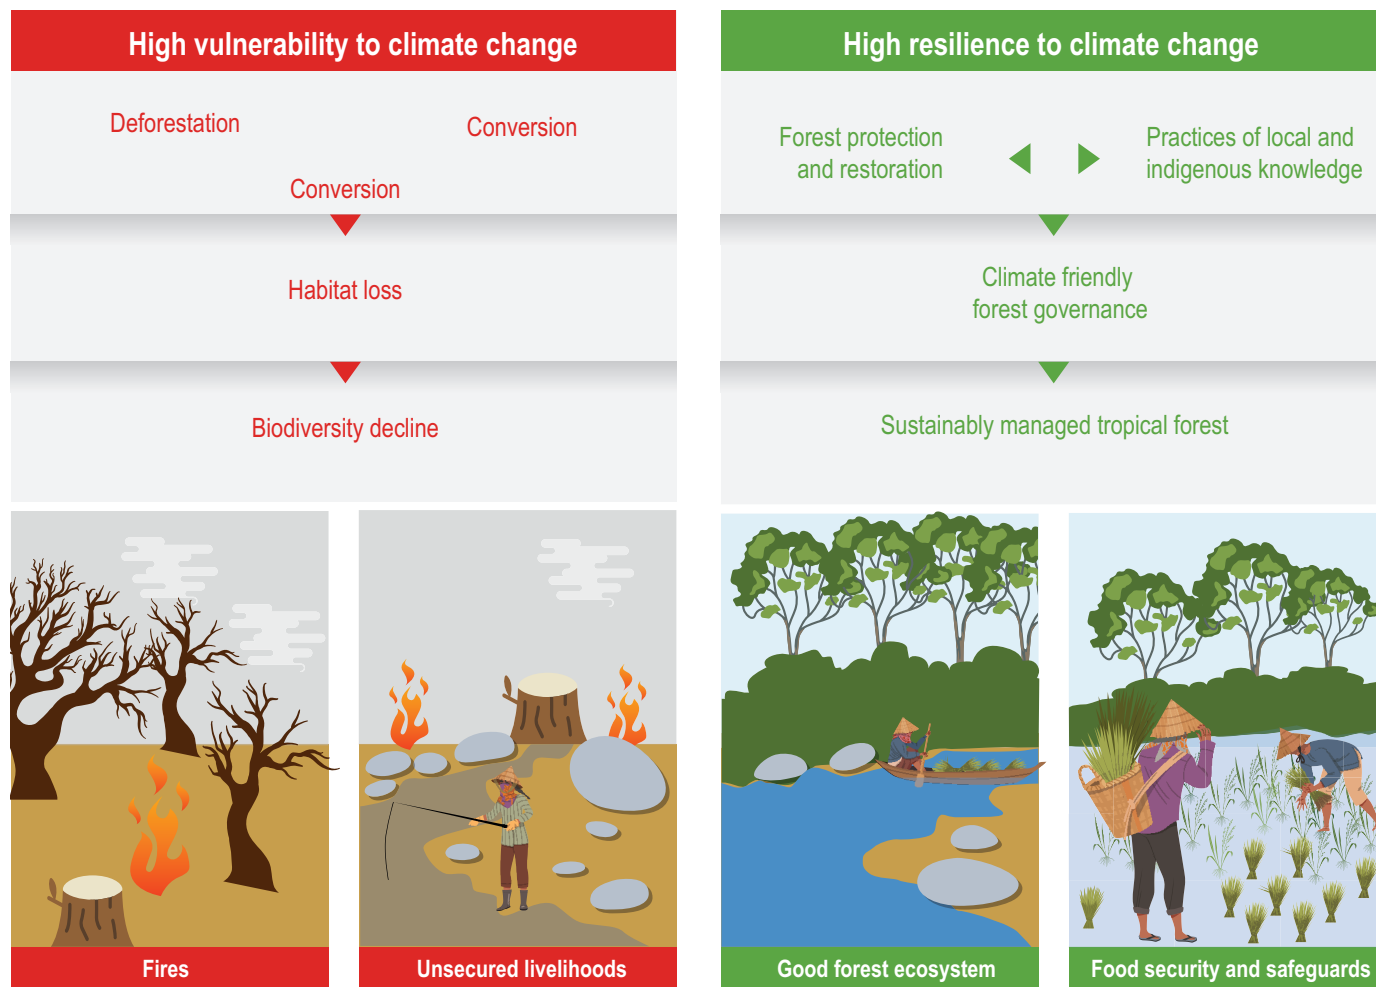 High vulnerability to climate change
Deforestation
Conversion
Conversion
Habitat loss
Biodiversity decline
Fires
Unsecured livelihoods
High resilience to climate change
Forest protection
and restoration
Practices of local and
indigenous knowledge
Climate friendly
forest governance
Sustainably managed tropical forest
Good forest ecosystem
Food security and safeguards